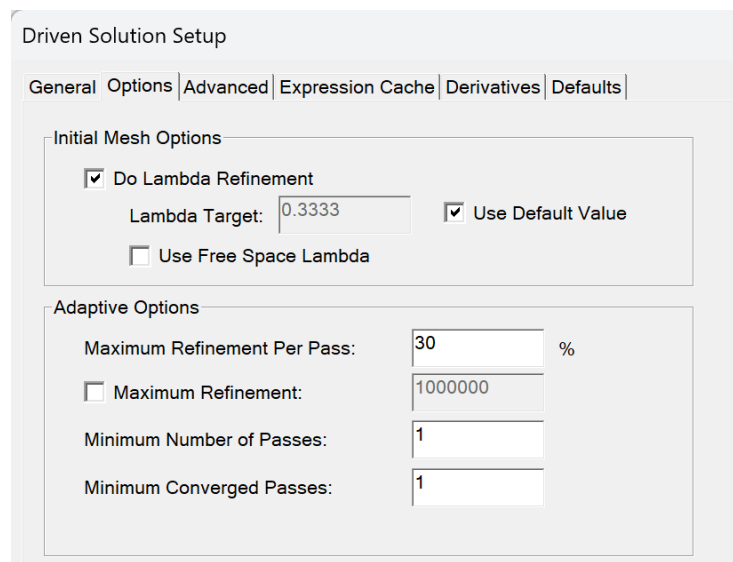 Driven Solution Setup
General Options Advanced Expression Cache Derivatives Defaults
Initial Mesh Options
Do Lambda Refinement
Lambda Target: 0.3333 Use Default Value
Use Free Space Lambda
Adaptive Options
Maximum Refinement Per Pass: 30 %
Maximum Refinement: 1000000
Minimum Number of Passes: 1
Minimum Converged Passes: 1